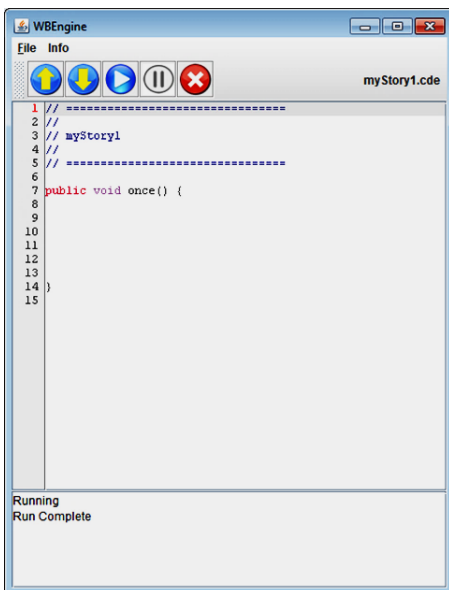 WBEngine
File Info
myStory1.cde
1 // ================================
2 //
3 // myStory1
4 //
5 // ================================
6
7 public void once() {
8
9
10
11
12
13
14 }
15
Running
Run Complete